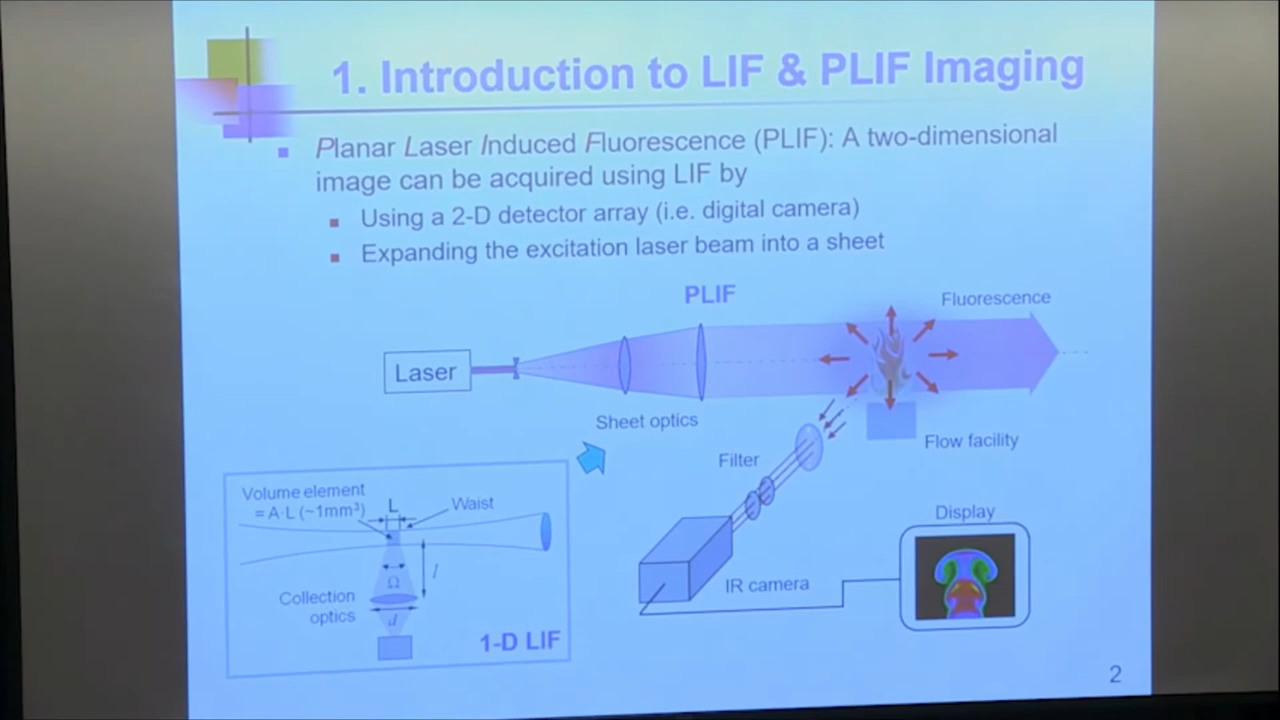 1. Introduction to LIF & PLIF Imaging
Planar Laser Induced Fluorescence (PLIF): A two-dimensional
image can be acquired using LIF by
Using a 2-D detector array (i.e. digital camera)
Expanding the excitation laser beam into a sheet
PLIF
Fluorescence
Laser
Sheet optics
Flow facility
Filter
IR camera
Display
Volume element
= A·L (~1mm³)
L
Waist
Ω
l
Collection
optics
d
1-D LIF
2